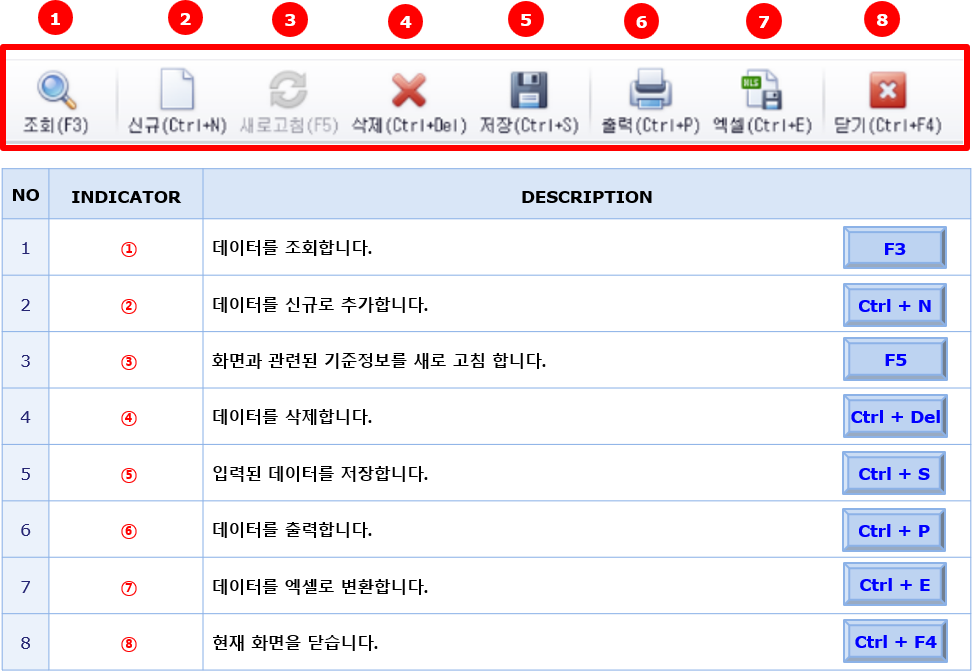 1 2 3 4 5 6 7 8
조회(F3) 신규(Ctrl+N) 새로고침(F5) 삭제(Ctrl+Del) 저장(Ctrl+S) 출력(Ctrl+P) XLS 엑셀(Ctrl+E) 닫기(Ctrl+F4)
NO INDICATOR DESCRIPTION
1 ① 데이터를 조회합니다. F3
2 ② 데이터를 신규로 추가합니다. Ctrl + N
3 ③ 화면과 관련된 기준정보를 새로 고침 합니다. F5
4 ④ 데이터를 삭제합니다. Ctrl + Del
5 ⑤ 입력된 데이터를 저장합니다. Ctrl + S
6 ⑥ 데이터를 출력합니다. Ctrl + P
7 ⑦ 데이터를 엑셀로 변환합니다. Ctrl + E
8 ⑧ 현재 화면을 닫습니다. Ctrl + F4